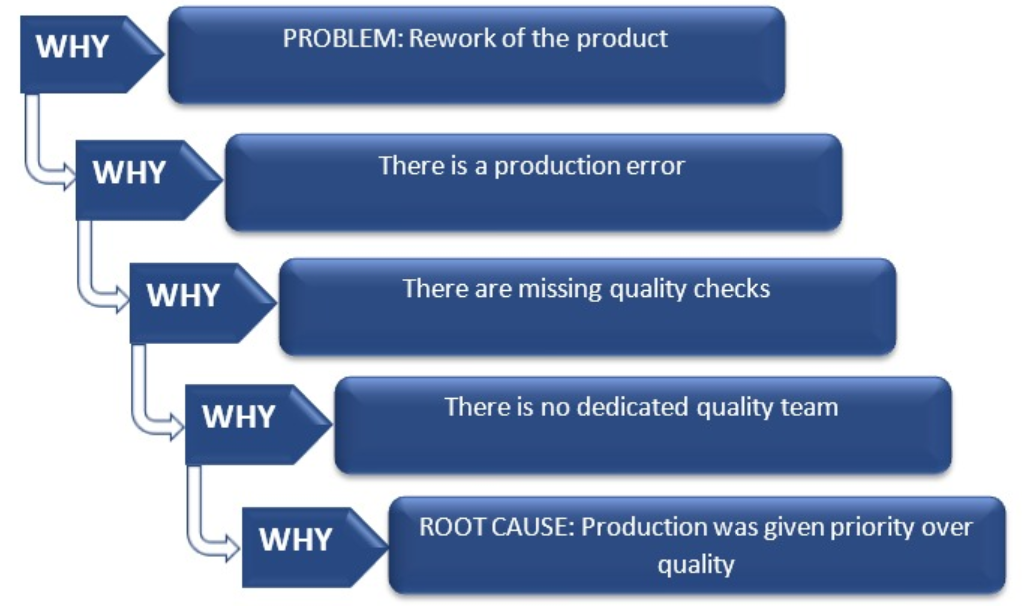 WHY
PROBLEM: Rework of the product
WHY
There is a production error
WHY
There are missing quality checks
WHY
There is no dedicated quality team
WHY
ROOT CAUSE: Production was given priority over
quality